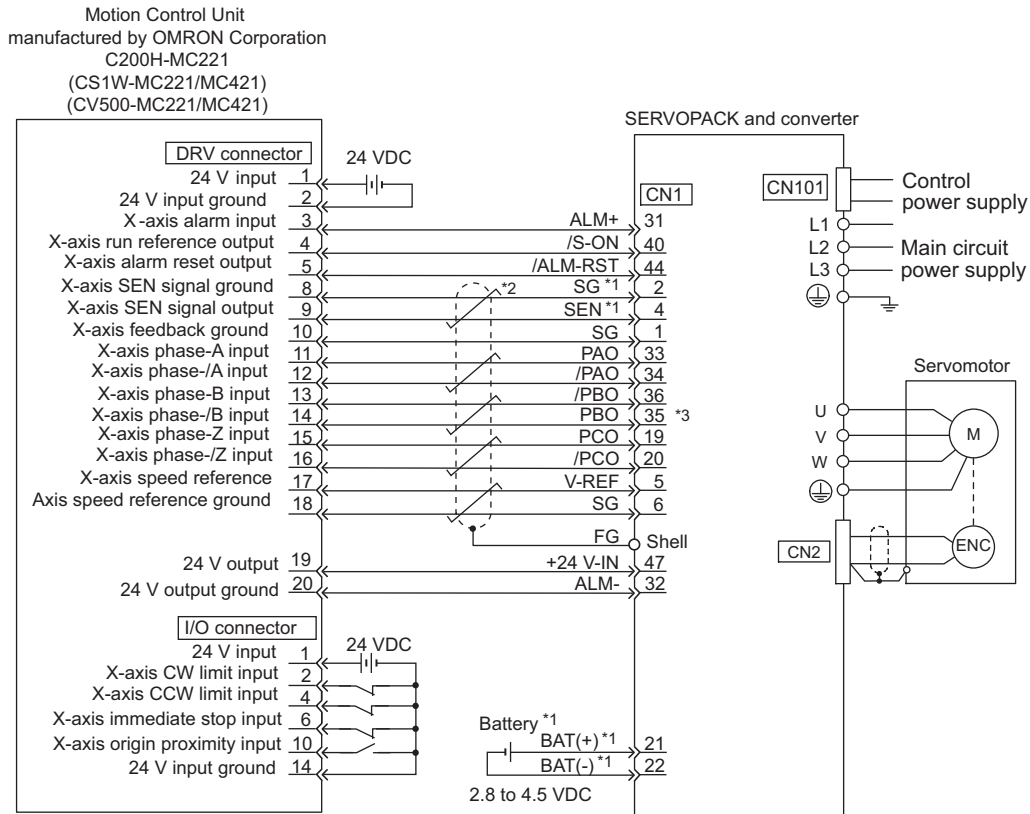 Motion Control Unit
manufactured by OMRON Corporation
C200H-MC221
(CS1W-MC221/MC421)
(CV500-MC221/MC421)
SERVOPACK and converter
DRV connector
24 VDC
24 V input 1
24 V input ground 2
X-axis alarm input 3
X-axis run reference output 4
X-axis alarm reset output 5
X-axis SEN signal ground 8
X-axis SEN signal output 9
X-axis feedback ground 10
X-axis phase-A input 11
X-axis phase-/A input 12
X-axis phase-B input 13
X-axis phase-/B input 14
X-axis phase-Z input 15
X-axis phase-/Z input 16
X-axis speed reference 17
Axis speed reference ground 18
24 V output 19
24 V output ground 20
CN1
ALM+ 31
/S-ON 40
/ALM-RST 44
*2 SG *1 2
SEN *1 4
SG 1
PAO 33
/PAO 34
/PBO 36
PBO 35 *3
PCO 19
/PCO 20
V-REF 5
SG 6
FG Shell
+24 V-IN 47
ALM- 32
I/O connector
24 VDC
24 V input 1
X-axis CW limit input 2
X-axis CCW limit input 4
X-axis immediate stop input 6
X-axis origin proximity input 10
24 V input ground 14
Battery *1
BAT(+) *1 21
BAT(-) *1 22
2.8 to 4.5 VDC
CN101
Control
power supply
L1
L2
L3
Main circuit
power supply
Servomotor
U
V
W
M
CN2
ENC